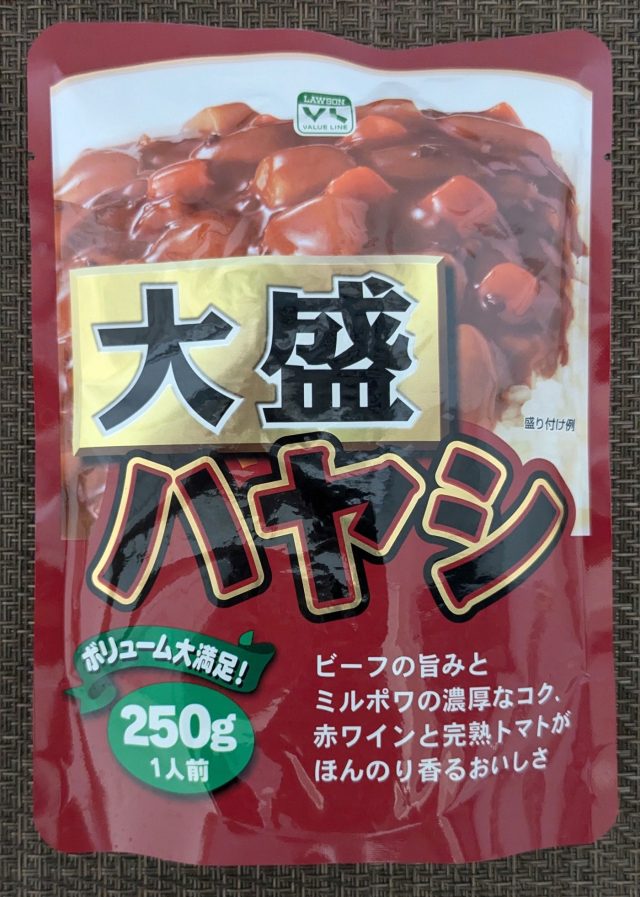 LAWSON
VL
VALUE LINE
大盛
盛り付け例
ハヤシ
ボリューム大満足!
250g
1人前
ビーフの旨みと
ミルポワの濃厚なコク、
赤ワインと完熟トマトが
ほんのり香るおいしさ